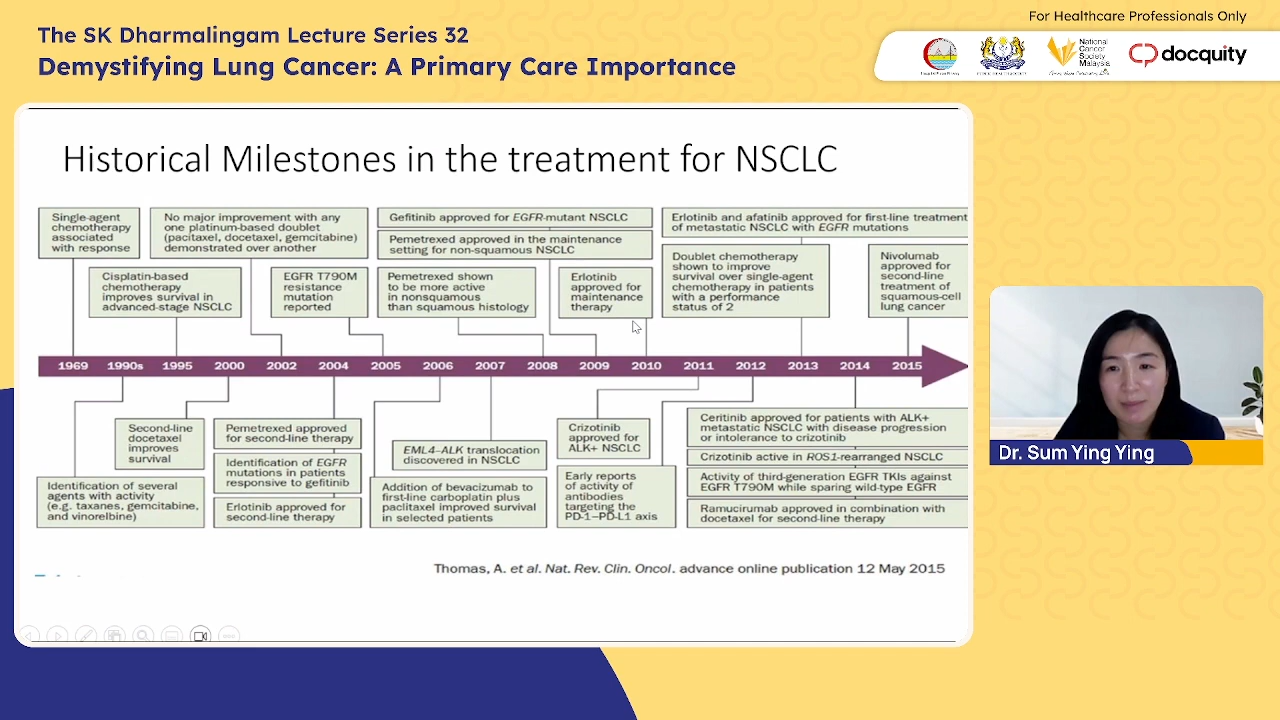 For Healthcare Professionals Only
The SK Dharmalingam Lecture Series 32
Demystifying Lung Cancer: A Primary Care Importance
National
Cancer
Society
Malaysia
docquity
Historical Milestones in the treatment for NSCLC
Single-agent
chemotherapy
associated
with response
No major improvement with any
one platinum-based doublet
(pacitaxel, docetaxel, gemcitabine)
demonstrated over another
Gefitinib approved for EGFR-mutant NSCLC
Pemetrexed approved in the maintenance
setting for non-squamous NSCLC
Erlotinib and afatinib approved for first-line treatment
of metastatic NSCLC with EGFR mutations
Cisplatin-based
chemotherapy
improves survival in
advanced-stage NSCLC
EGFR T790M
resistance
mutation
reported
Pemetrexed shown
to be more active
in nonsquamous
than squamous histology
Erlotinib
approved for
maintenance
therapy
Doublet chemotherapy
shown to improve
survival over single-agent
chemotherapy in patients
with a performance
status of 2
Nivolumab
approved for
second-line
treatment of
squamous-cell
lung cancer
1969 1990s 1995 2000 2002 2004 2005 2006 2007 2008 2009 2010 2011 2012 2013 2014 2015
Second-line
docetaxel
improves
survival
Pemetrexed approved
for second-line therapy
Identification of EGFR
mutations in patients
responsive to gefitinib
Erlotinib approved for
second-line therapy
Identification of several
agents with activity
(e.g. taxanes, gemcitabine,
and vinorelbine)
EML4–ALK translocation
discovered in NSCLC
Addition of bevacizumab to
first-line carboplatin plus
paclitaxel improved survival
in selected patients
Crizotinib
approved for
ALK+ NSCLC
Early reports
of activity of
antibodies
targeting the
PD-1–PD-L1 axis
Ceritinib approved for patients with ALK+
metastatic NSCLC with disease progression
or intolerance to crizotinib
Crizotinib active in ROS1-rearranged NSCLC
Activity of third-generation EGFR TKIs against
EGFR T790M while sparing wild-type EGFR
Ramucirumab approved in combination with
docetaxel for second-line therapy
Thomas, A. et al. Nat. Rev. Clin. Oncol. advance online publication 12 May 2015
Dr. Sum Ying Ying